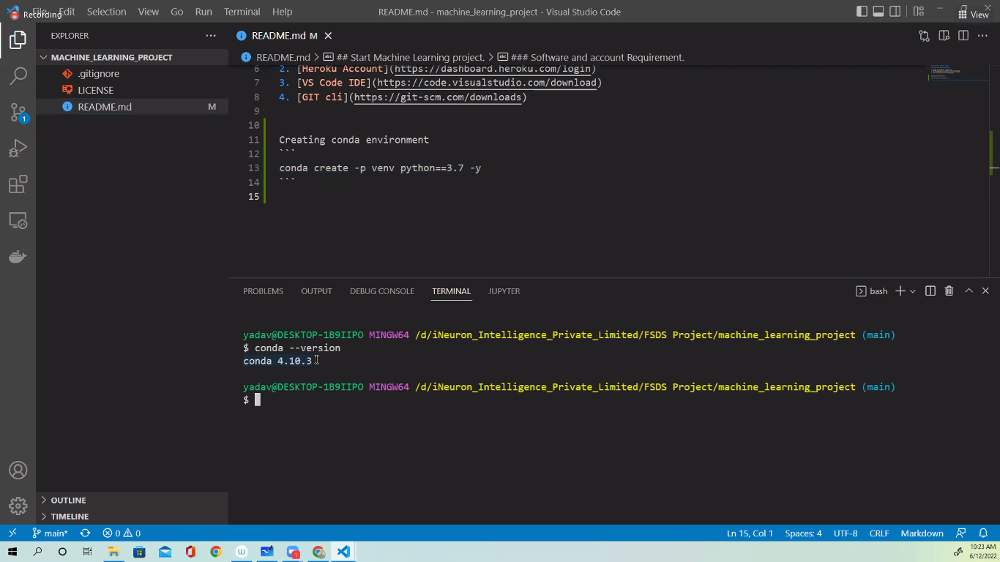 Recording
File Edit Selection View Go Run Terminal Help
README.md - machine_learning_project - Visual Studio Code
View
EXPLORER
README.md M
MACHINE_LEARNING_PROJECT
README.md > ## Start Machine Learning project. > ### Software and account Requirement.
.gitignore
LICENSE
README.md M
6 2. [Heroku Account](https://dashboard.heroku.com/login)
7 3. [VS Code IDE](https://code.visualstudio.com/download)
8 4. [GIT cli](https://git-scm.com/downloads)
9
10
11 Creating conda environment
12 ```
13 conda create -p venv python==3.7 -y
14 ```
15
1
PROBLEMS OUTPUT DEBUG CONSOLE TERMINAL JUPYTER
bash
yadav@DESKTOP-1B9IIPO MINGW64 /d/iNeuron_Intelligence_Private_Limited/FSDS Project/machine_learning_project (main)
$ conda --version
conda 4.10.3
yadav@DESKTOP-1B9IIPO MINGW64 /d/iNeuron_Intelligence_Private_Limited/FSDS Project/machine_learning_project (main)
$
OUTLINE
TIMELINE
main* 0 0 Ln 15, Col 1 Spaces: 4 UTF-8 CRLF Markdown
10:23 AM
6/12/2022